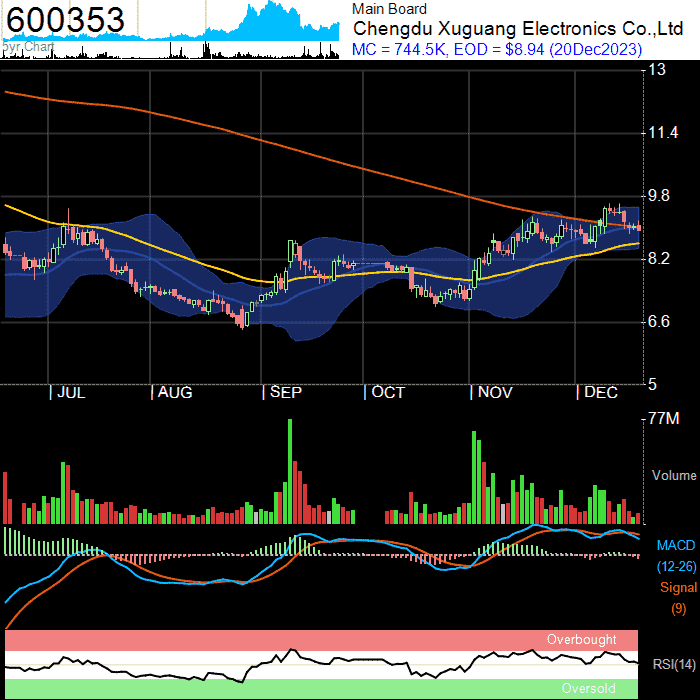 600353
5yr Chart
Main Board
Chengdu Xuguang Electronics Co.,Ltd
MC = 744.5K, EOD = $8.94 (20Dec2023)
13
11.4
9.8
8.2
6.6
5
JUL
AUG
SEP
OCT
NOV
DEC
77M
Volume
MACD
(12-26)
Signal
(9)
Overbought
RSI(14)
Oversold